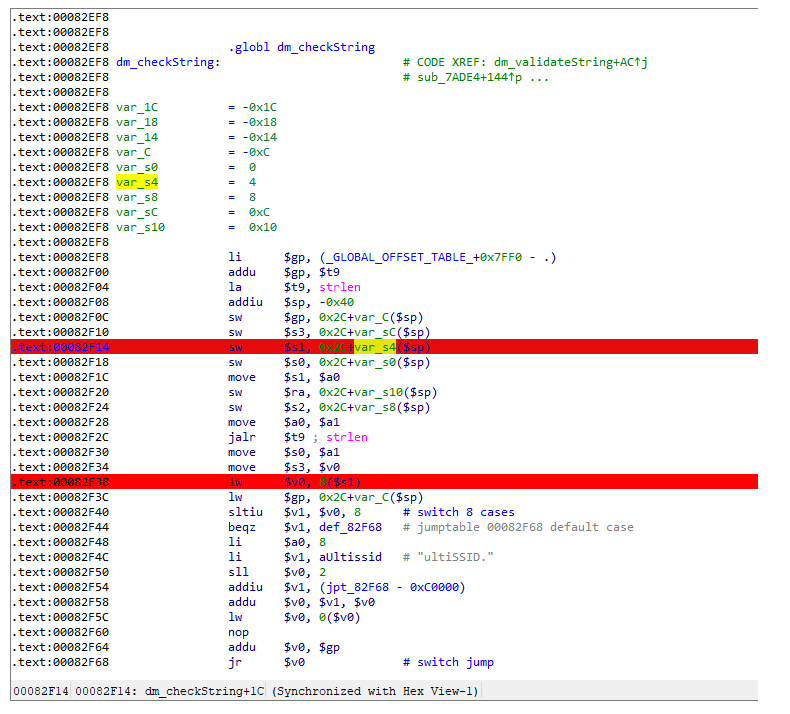 .text:00082EF8
.text:00082EF8
.text:00082EF8 .globl dm_checkString
.text:00082EF8 dm_checkString: # CODE XREF: dm_validateString+AC↑j
.text:00082EF8 # sub_7ADE4+144↑p ...
.text:00082EF8
.text:00082EF8 var_1C = -0x1C
.text:00082EF8 var_18 = -0x18
.text:00082EF8 var_14 = -0x14
.text:00082EF8 var_C = -0xC
.text:00082EF8 var_s0 = 0
.text:00082EF8 var_s4 = 4
.text:00082EF8 var_s8 = 8
.text:00082EF8 var_sC = 0xC
.text:00082EF8 var_s10 = 0x10
.text:00082EF8
.text:00082EF8 li $gp, (_GLOBAL_OFFSET_TABLE_+0x7FF0 - .)
.text:00082F00 addu $gp, $t9
.text:00082F04 la $t9, strlen
.text:00082F08 addiu $sp, -0x40
.text:00082F0C sw $gp, 0x2C+var_C($sp)
.text:00082F10 sw $s3, 0x2C+var_sC($sp)
.text:00082F14 sw $s1, 0x2C+var_s4($sp)
.text:00082F18 sw $s0, 0x2C+var_s0($sp)
.text:00082F1C move $s1, $a0
.text:00082F20 sw $ra, 0x2C+var_s10($sp)
.text:00082F24 sw $s2, 0x2C+var_s8($sp)
.text:00082F28 move $a0, $a1
.text:00082F2C jalr $t9 ; strlen
.text:00082F30 move $s0, $a1
.text:00082F34 move $s3, $v0
.text:00082F38 lw $v0, 8($s1)
.text:00082F3C lw $gp, 0x2C+var_C($sp)
.text:00082F40 sltiu $v1, $v0, 8 # switch 8 cases
.text:00082F44 beqz $v1, def_82F68 # jumptable 00082F68 default case
.text:00082F48 li $a0, 8
.text:00082F4C li $v1, aUltissid # "ultiSSID."
.text:00082F50 sll $v0, 2
.text:00082F54 addiu $v1, (jpt_82F68 - 0xC0000)
.text:00082F58 addu $v0, $v1, $v0
.text:00082F5C lw $v0, 0($v0)
.text:00082F60 nop
.text:00082F64 addu $v0, $gp
.text:00082F68 jr $v0 # switch jump
00082F14 00082F14: dm_checkString+1C (Synchronized with Hex View-1)